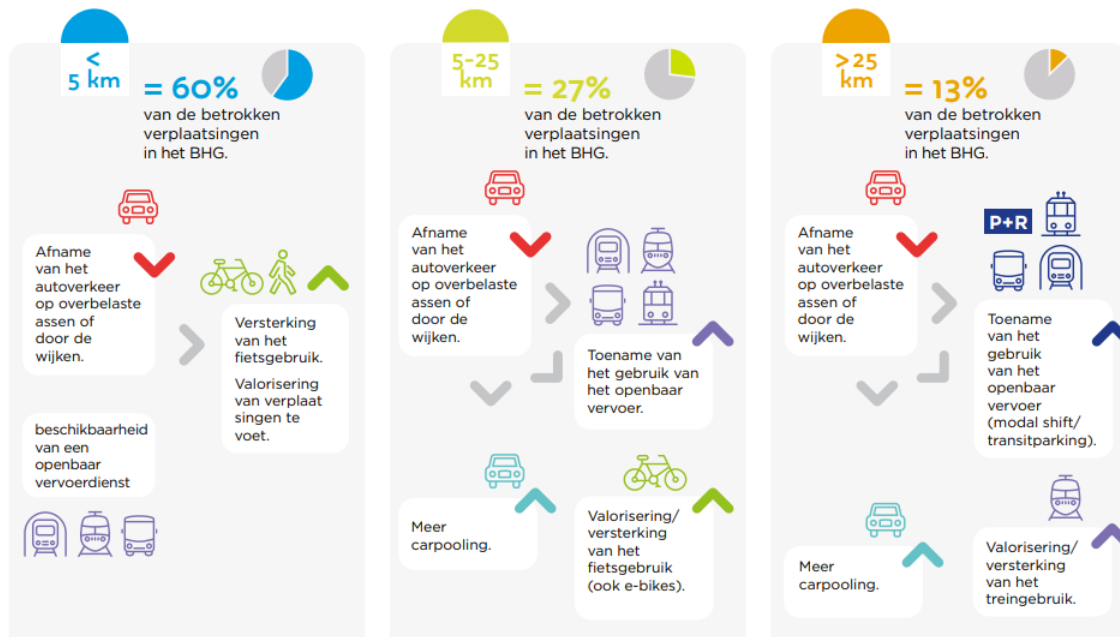 <
5 km
= 60%
van de betrokken
verplaatsingen
in het BHG.
Afname
van het
autoverkeer
op overbelaste
assen of
door de
wijken.
Versterking
van het
fietsgebruik.
Valorisering
van verplaat
singen te
voet.
beschikbaarheid
van een
openbaar
vervoerdienst
5-25
km
= 27%
van de betrokken
verplaatsingen
in het BHG.
Afname
van het
autoverkeer
op overbelaste
assen of
door de
wijken.
Toename van
het gebruik van
het openbaar
vervoer.
Meer
carpooling.
Valorisering/
versterking
van het
fietsgebruik
(ook e-bikes).
>25
km
= 13%
van de betrokken
verplaatsingen
in het BHG.
Afname
van het
autoverkeer
op overbelaste
assen of
door de
wijken.
P+R
Toename
van het
gebruik
van het
openbaar
vervoer
(modal shift/
transitparking).
Meer
carpooling.
Valorisering/
versterking
van het
treingebruik.